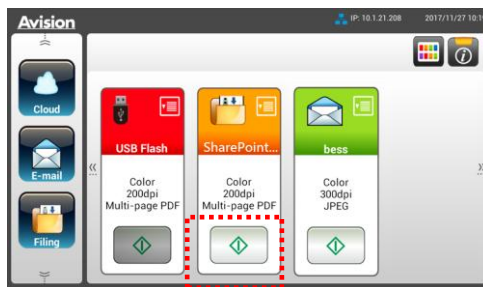 Avision
IP: 10.1.21.208
2017/11/27 10:19
Cloud
E-mail
Filing
USB Flash
Color
200dpi
Multi-page PDF
SharePoint...
Color
200dpi
Multi-page PDF
bess
Color
300dpi
JPEG